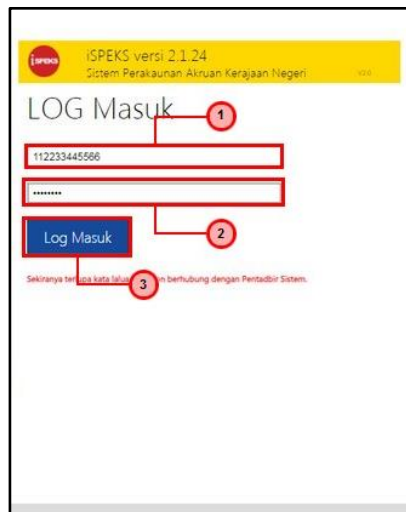 iSPEKS
iSPEKS versi 2.1.24
Sistem Perakaunan Akruan Kerajaan Negeri
LOG Masuk
1
112233445566
••••••••
2
Log Masuk
3
Sekiranya terlupa kata laluan berhubung dengan Pentadbir Sistem.